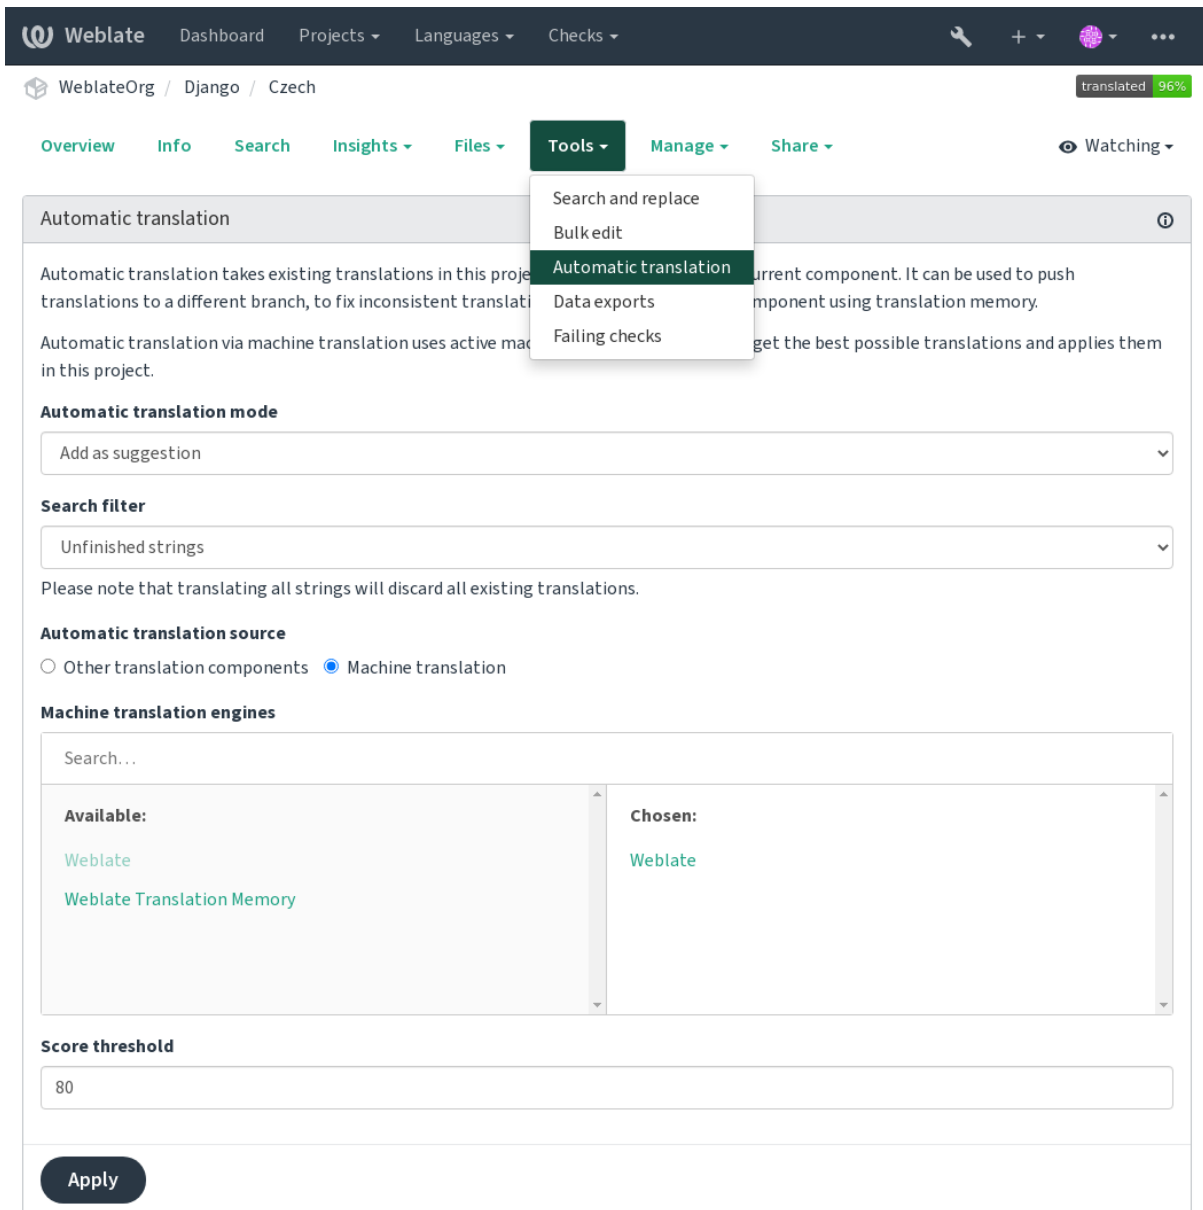 Weblate Dashboard Projects Languages Checks
WeblateOrg / Django / Czech
translated 96%
Overview Info Search Insights Files Tools Manage Share Watching
Search and replace
Bulk edit
Automatic translation
Data exports
Failing checks
Automatic translation
Automatic translation takes existing translations in this proje urrent component. It can be used to push
translations to a different branch, to fix inconsistent translati mponent using translation memory.
Automatic translation via machine translation uses active mac get the best possible translations and applies them
in this project.
Automatic translation mode
Add as suggestion
Search filter
Unfinished strings
Please note that translating all strings will discard all existing translations.
Automatic translation source
Other translation components Machine translation
Machine translation engines
Search…
Available:
Weblate
Weblate Translation Memory
Chosen:
Weblate
Score threshold
80
Apply